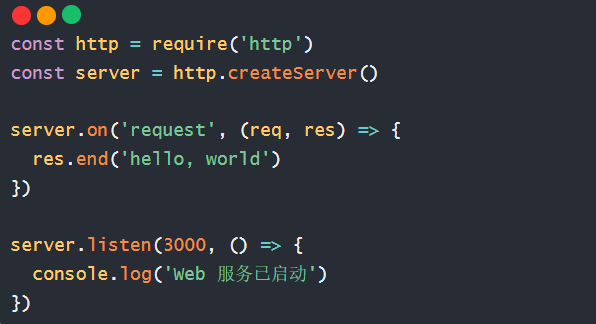 const http = require('http')
const server = http.createServer()
server.on('request', (req, res) => {
  res.end('hello, world')
})
server.listen(3000, () => {
  console.log('Web 服务已启动')
})